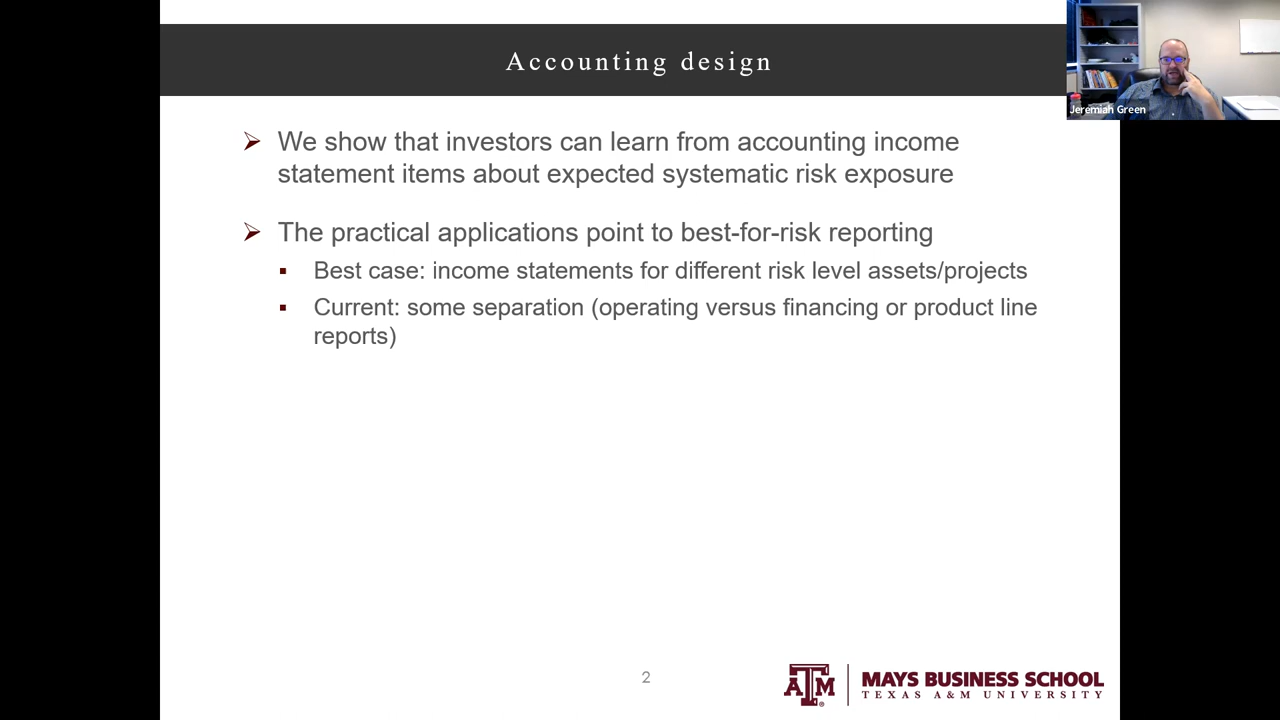 Accounting design
Jeremiah Green
We show that investors can learn from accounting income
statement items about expected systematic risk exposure
The practical applications point to best-for-risk reporting
Best case: income statements for different risk level assets/projects
Current: some separation (operating versus financing or product line
reports)
2
ATM
MAYS BUSINESS SCHOOL
TEXAS A&M UNIVERSITY